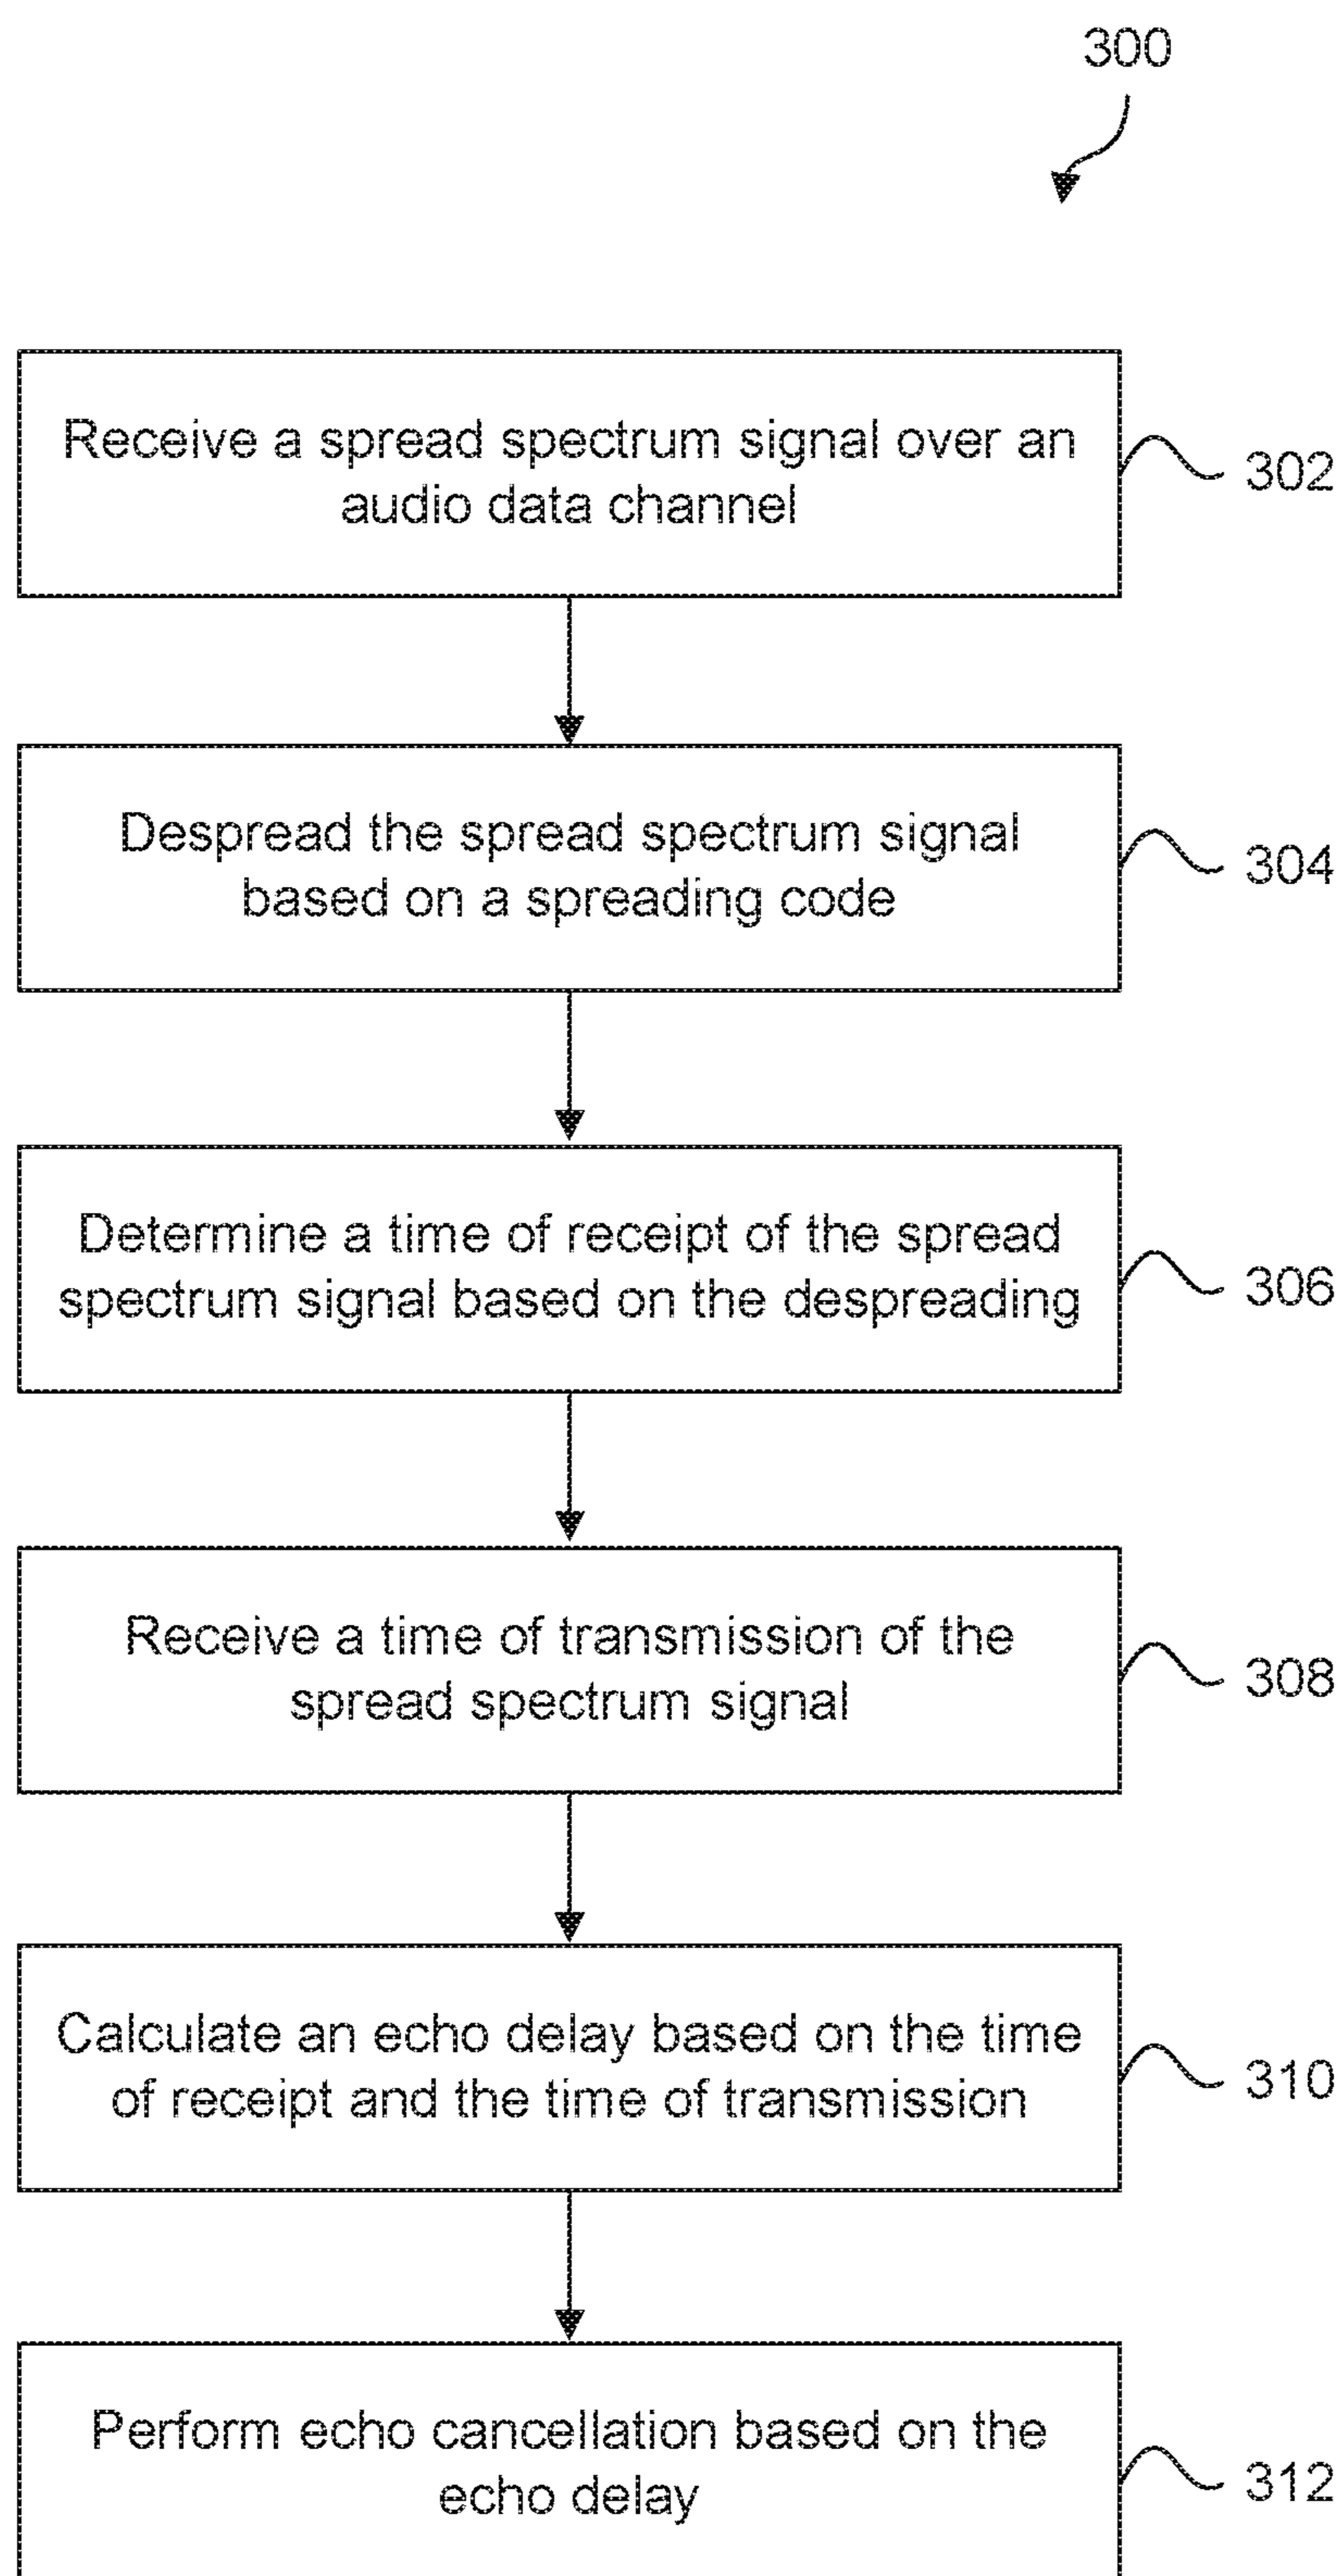 300
Receive a spread spectrum signal over an
audio data channel
302
Despread the spread spectrum signal
based on a spreading code
304
Determine a time of receipt of the spread
spectrum signal based on the despreading
306
Receive a time of transmission of the
spread spectrum signal
308
Calculate an echo delay based on the time
of receipt and the time of transmission
310
Perform echo cancellation based on the
echo delay
312